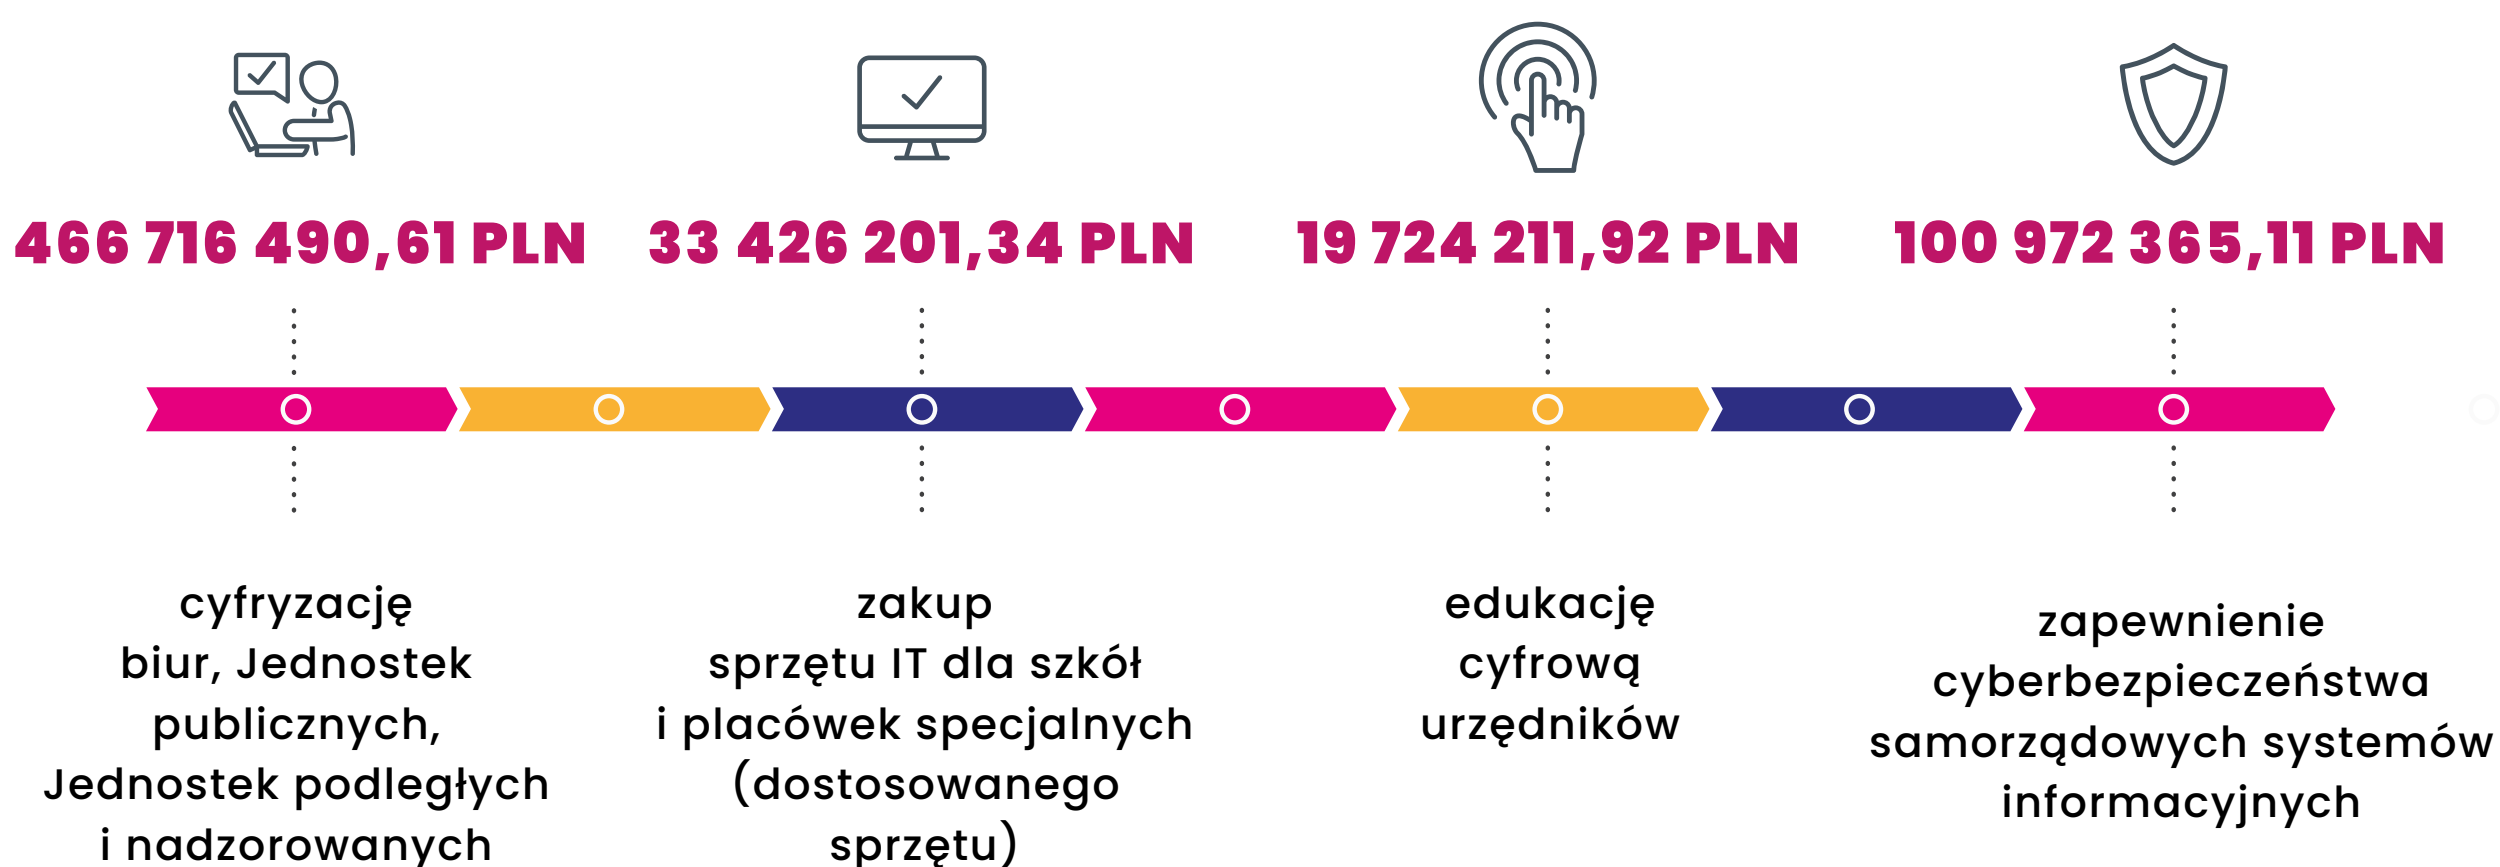 466 716 490,61 PLN
33 426 201,34 PLN
19 724 211,92 PLN
100 972 365,11 PLN
cyfryzację
biur, Jednostek
publicznych,
Jednostek podległych
i nadzorowanych
zakup
sprzętu IT dla szkół
i placówek specjalnych
(dostosowanego
sprzętu)
edukację
cyfrową
urzędników
zapewnienie
cyberbezpieczeństwa
samorządowych systemów
informacyjnych